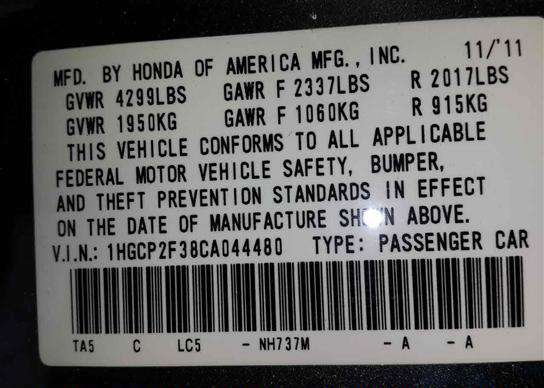 MFD. BY HONDA OF AMERICA MFG., INC. 11/'11
GVWR 4299LBS GAWR F 2337LBS R 2017LBS
GVWR 1950KG GAWR F 1060KG R 915KG
THIS VEHICLE CONFORMS TO ALL APPLICABLE
FEDERAL MOTOR VEHICLE SAFETY, BUMPER,
AND THEFT PREVENTION STANDARDS IN EFFECT
ON THE DATE OF MANUFACTURE SHOWN ABOVE.
V.I.N.: 1HGCP2F38CA044480 TYPE: PASSENGER CAR
TA5 C LC5 - NH737M - A - A